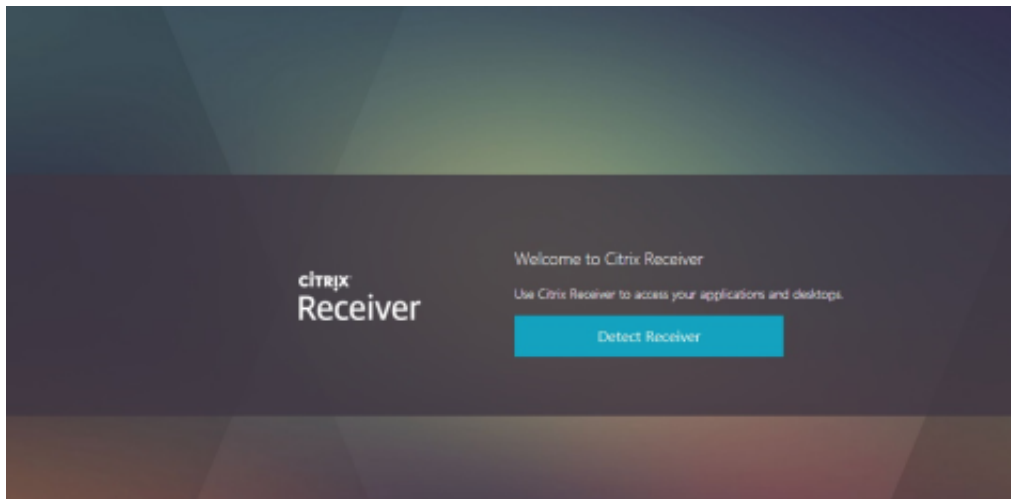 CITRIX
Receiver
Welcome to Citrix Receiver
Use Citrix Receiver to access your applications and desktops.
Detect Receiver